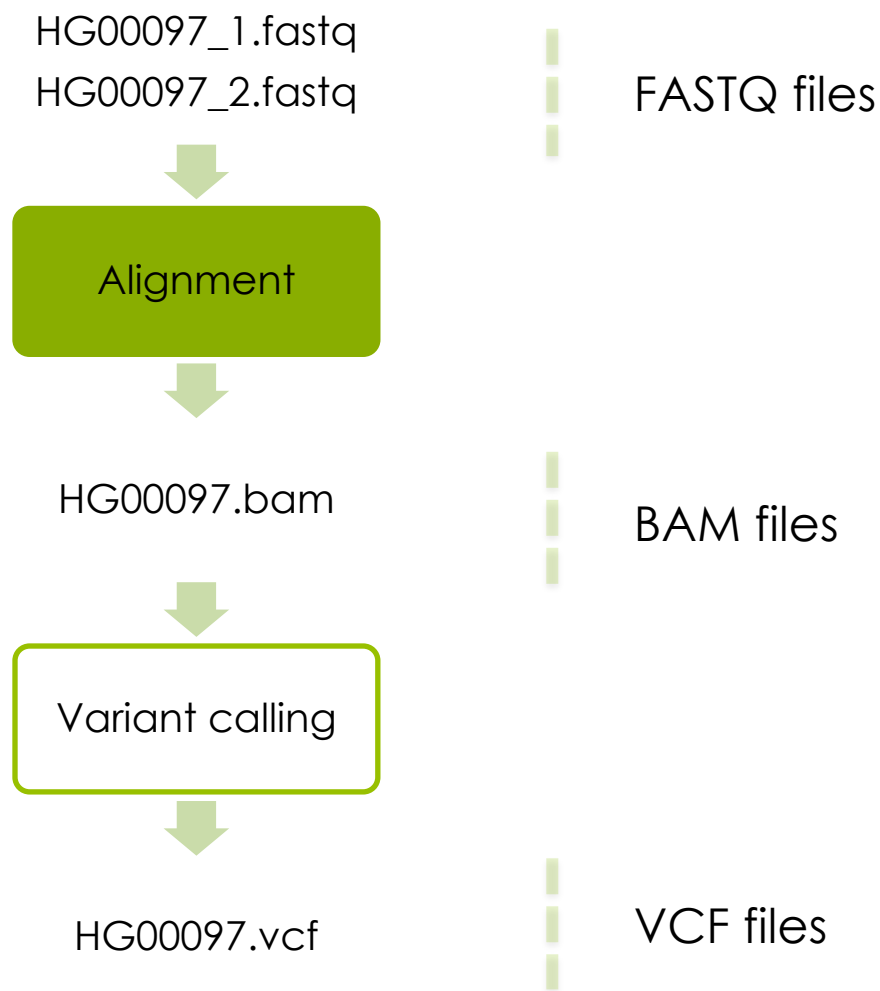 HG00097_1.fastq
HG00097_2.fastq
FASTQ files
Alignment
HG00097.bam
BAM files
Variant calling
HG00097.vcf
VCF files